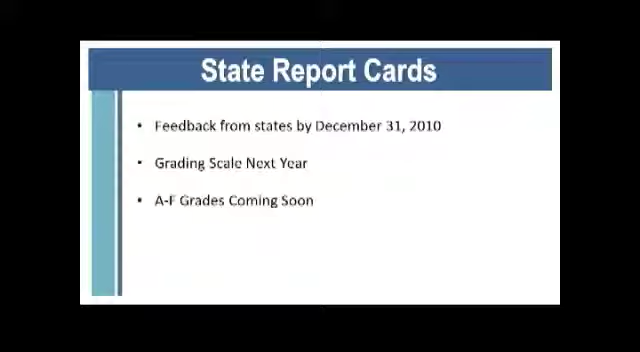 State Report Cards
• Feedback from states by December 31, 2010
• Grading Scale Next Year
• A-F Grades Coming Soon